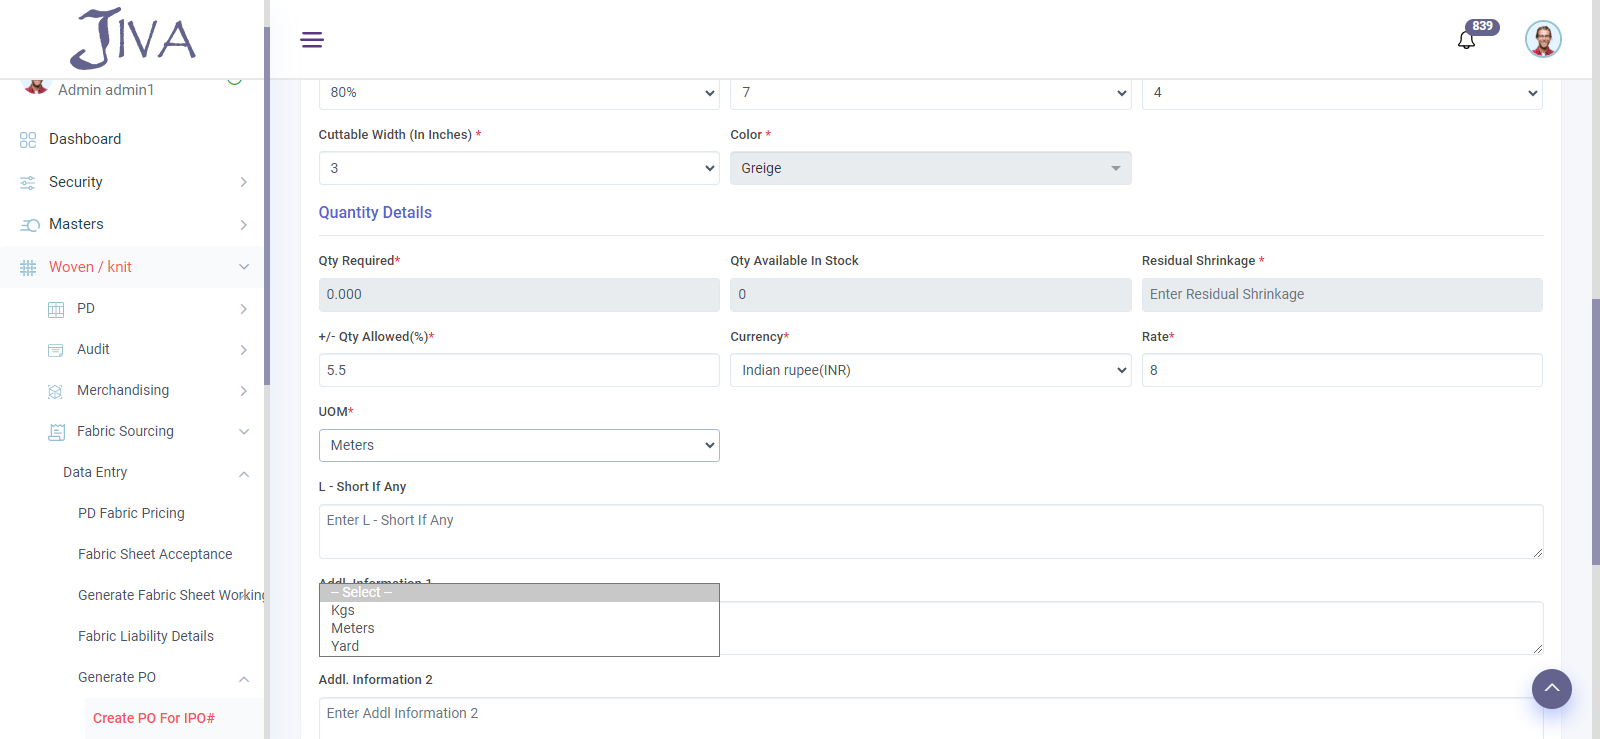 JIVA
839
Admin admin1
Dashboard
Security
Masters
Woven / knit
PD
Audit
Merchandising
Fabric Sourcing
Data Entry
PD Fabric Pricing
Fabric Sheet Acceptance
Generate Fabric Sheet Working
Fabric Liability Details
Generate PO
Create PO For IPO#
80%
7
4
Cuttable Width (In Inches) *
Color *
3
Greige
Quantity Details
Qty Required*
Qty Available In Stock
Residual Shrinkage *
0.000
0
Enter Residual Shrinkage
+/- Qty Allowed(%)*
Currency*
Rate*
5.5
Indian rupee(INR)
8
UOM*
Meters
L - Short If Any
Enter L - Short If Any
Addl. Information 1
-- Select --
Kgs
Meters
Yard
Addl. Information 2
Enter Addl Information 2